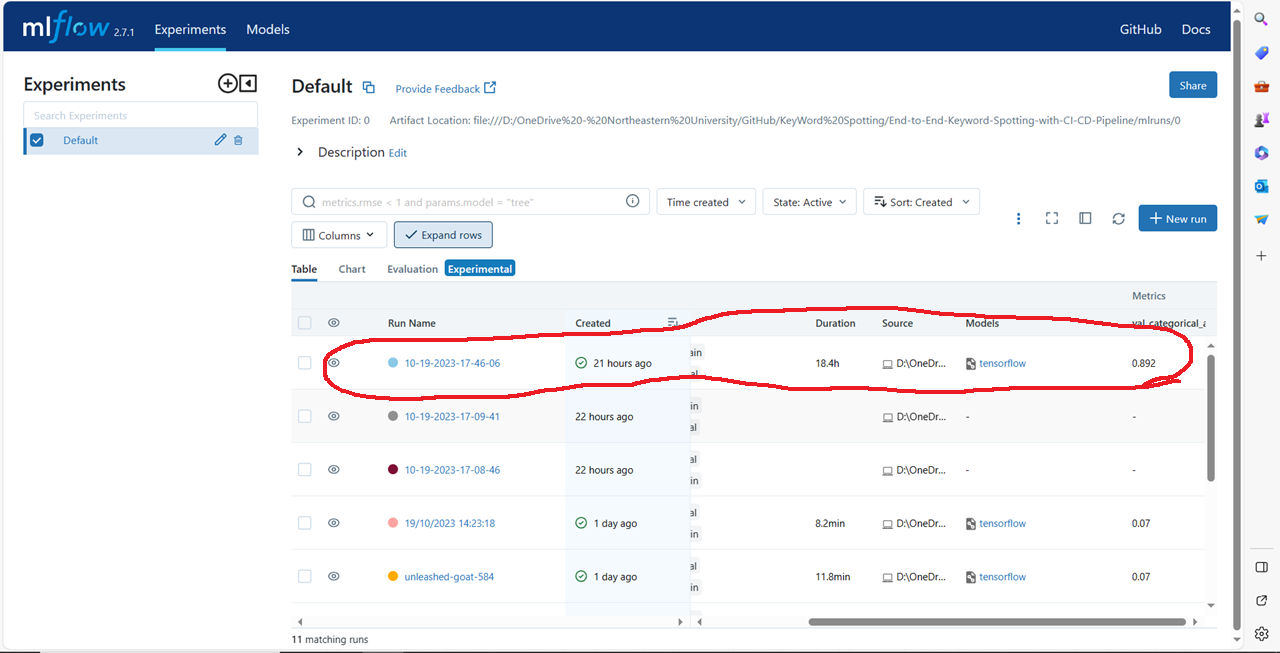 mlflow 2.7.1 Experiments Models GitHub Docs
Experiments
Search Experiments
Default
Default Provide Feedback Share
Experiment ID: 0 Artifact Location: file:///D:/OneDrive%20-%20Northeastern%20University/GitHub/KeyWord%20Spotting/End-to-End-Keyword-Spotting-with-CI-CD-Pipeline/mlruns/0
Description Edit
metrics.rmse < 1 and params.model = "tree" Time created State: Active Sort: Created
New run
Columns Expand rows
Table Chart Evaluation Experimental
Metrics
Run Name Created Duration Source Models val_categorical_a
10-19-2023-17-46-06 21 hours ago ain 18.4h D:\OneDr... tensorflow 0.892
al
10-19-2023-17-09-41 22 hours ago in D:\OneDr... - -
al
10-19-2023-17-08-46 22 hours ago al D:\OneDr... - -
in
19/10/2023 14:23:18 1 day ago al 8.2min D:\OneDr... tensorflow 0.07
in
unleashed-goat-584 1 day ago al 11.8min D:\OneDr... tensorflow 0.07
in
11 matching runs